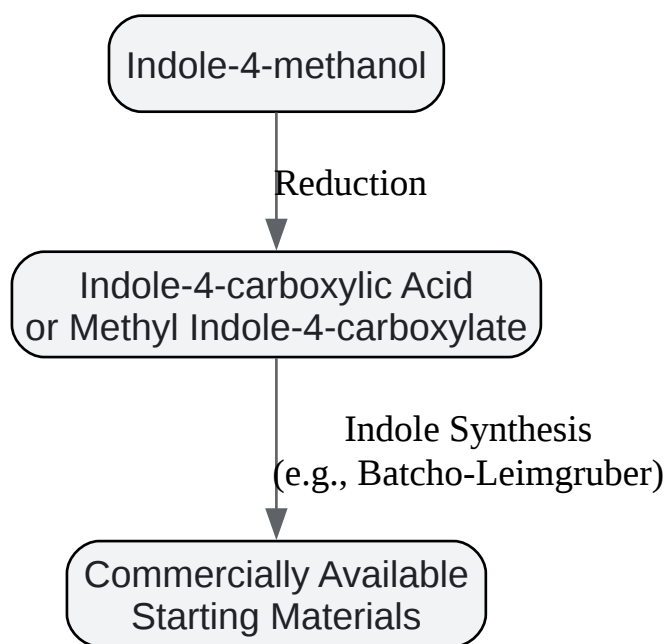 Indole-4-methanol
Reduction
Indole-4-carboxylic Acid
or Methyl Indole-4-carboxylate
Indole Synthesis
(e.g., Batcho-Leimgruber)
Commercially Available
Starting Materials